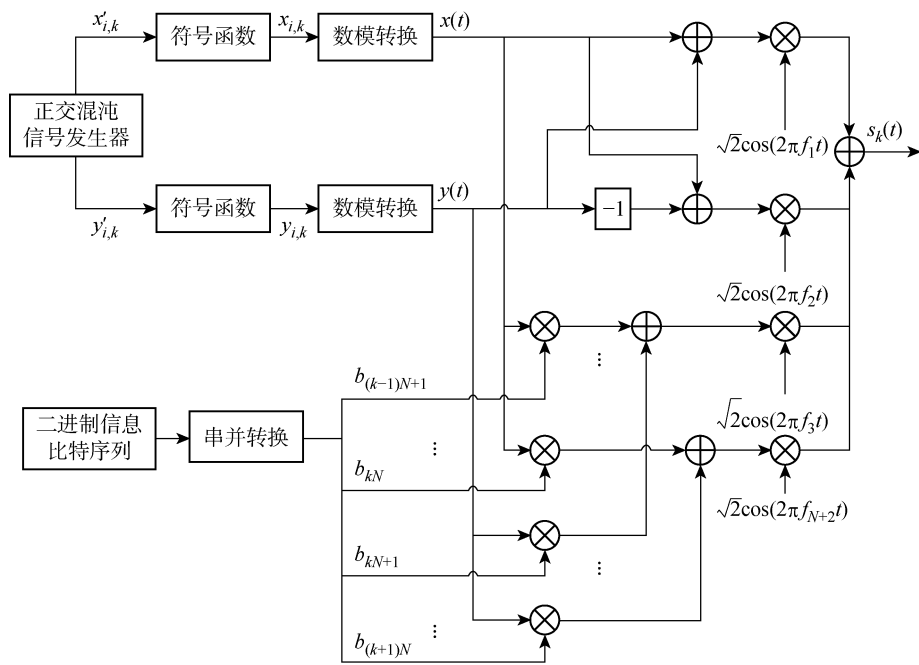 x′i,k
符号函数
xi,k
数模转换
x(t)
正交混沌
信号发生器
√2cos(2πf1t)
sk(t)
y′i,k
符号函数
yi,k
数模转换
y(t)
−1
√2cos(2πf2t)
b(k−1)N+1
⋮
√2cos(2πf3t)
二进制信息
比特序列
串并转换
⋮
bkN
√2cos(2πfN+2t)
bkN+1
⋮
⋮
b(k+1)N